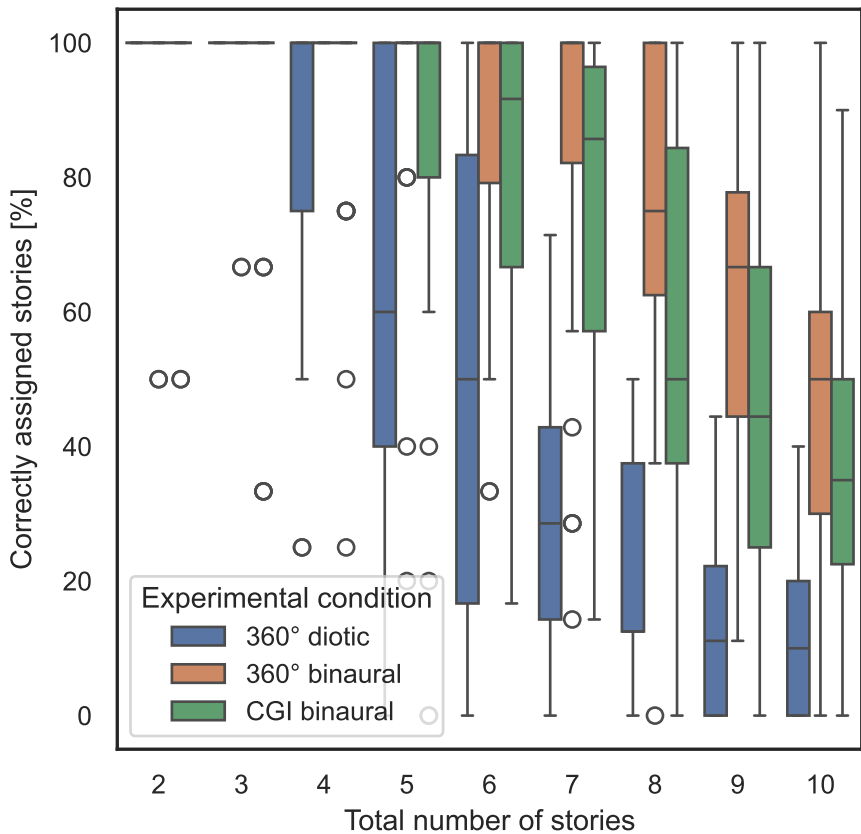 Correctly assigned stories [%]
100
80
60
40
20
0
Experimental condition
360° diotic
360° binaural
CGI binaural
2 3 4 5 6 7 8 9 10
Total number of stories